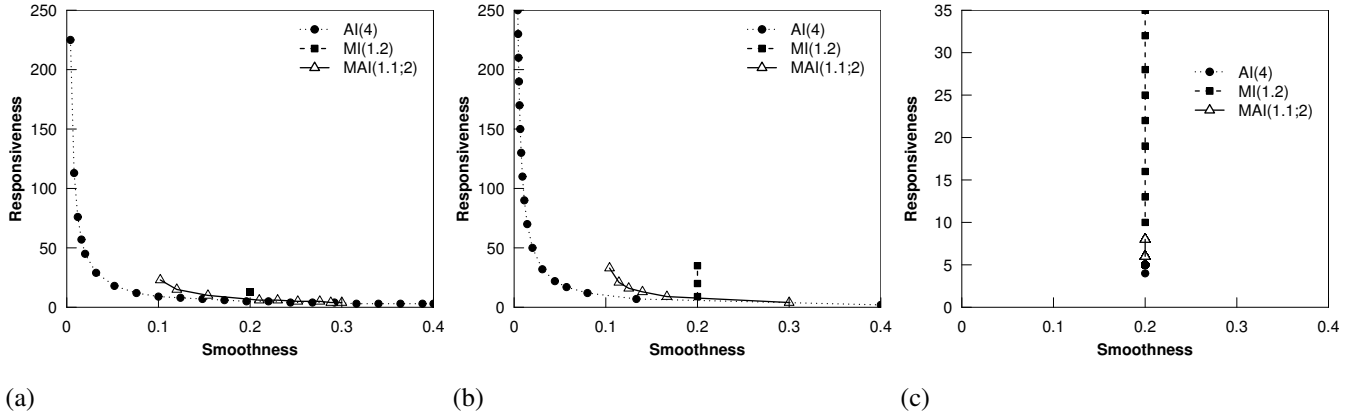 250
200
150
100
50
0
Responsiveness
0
0.1
0.2
0.3
0.4
Smoothness
AI(4)
MI(1.2)
MAI(1.1;2)
(a)
250
200
150
100
50
0
Responsiveness
0
0.1
0.2
0.3
0.4
Smoothness
AI(4)
MI(1.2)
MAI(1.1;2)
(b)
35
30
25
20
15
10
5
0
Responsiveness
0
0.1
0.2
0.3
0.4
Smoothness
AI(4)
MI(1.2)
MAI(1.1;2)
(c)